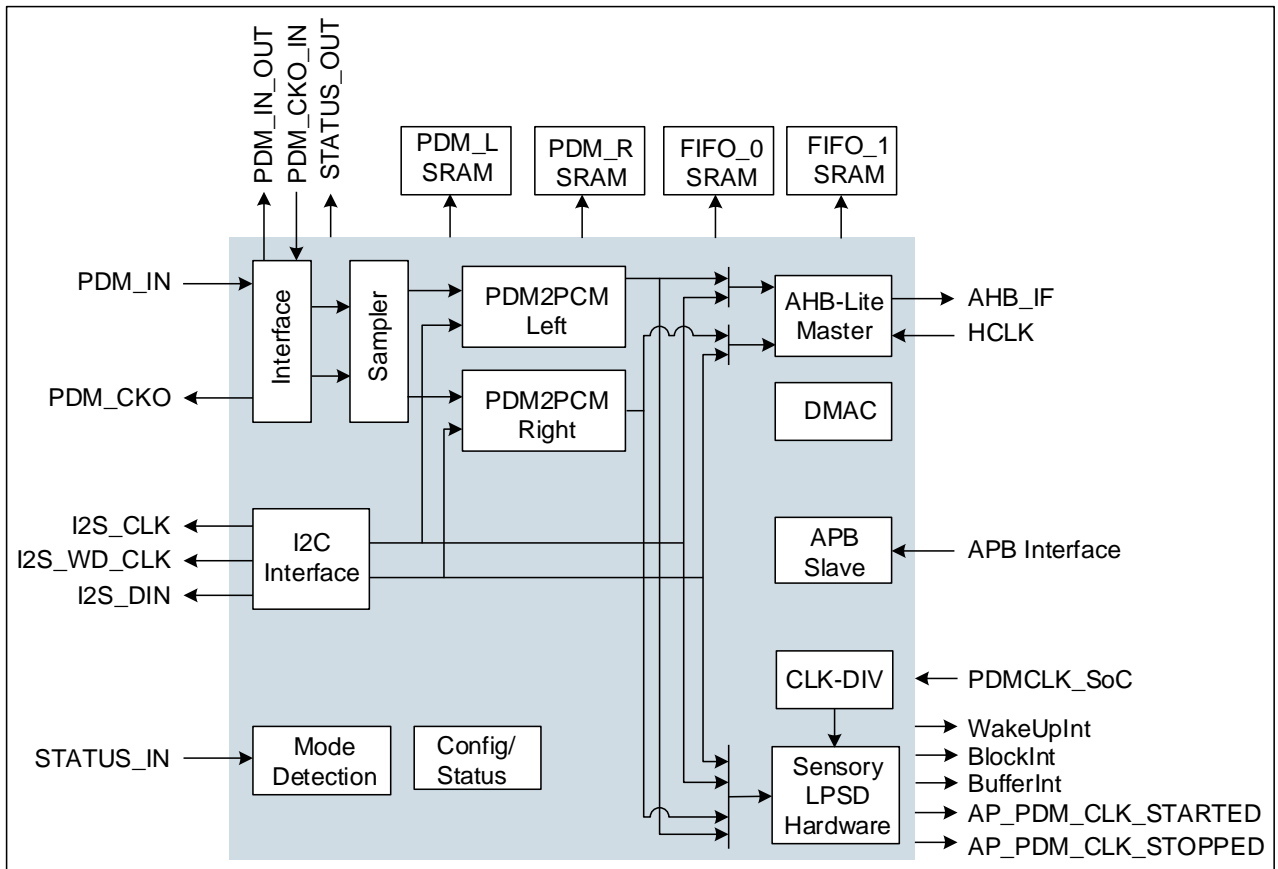 PDM_IN_OUT
PDM_CKO_IN
STATUS_OUT
PDM_L
SRAM
PDM_R
SRAM
FIFO_0
SRAM
FIFO_1
SRAM
PDM_IN
PDM_CKO
Interface
Sampler
PDM2PCM
Left
PDM2PCM
Right
AHB-Lite
Master
AHB_IF
HCLK
DMAC
I2S_CLK
I2S_WD_CLK
I2S_DIN
I2C
Interface
APB
Slave
APB Interface
CLK-DIV
PDMCLK_SoC
STATUS_IN
Mode
Detection
Config/
Status
Sensory
LPSD
Hardware
WakeUpInt
BlockInt
BufferInt
AP_PDM_CLK_STARTED
AP_PDM_CLK_STOPPED